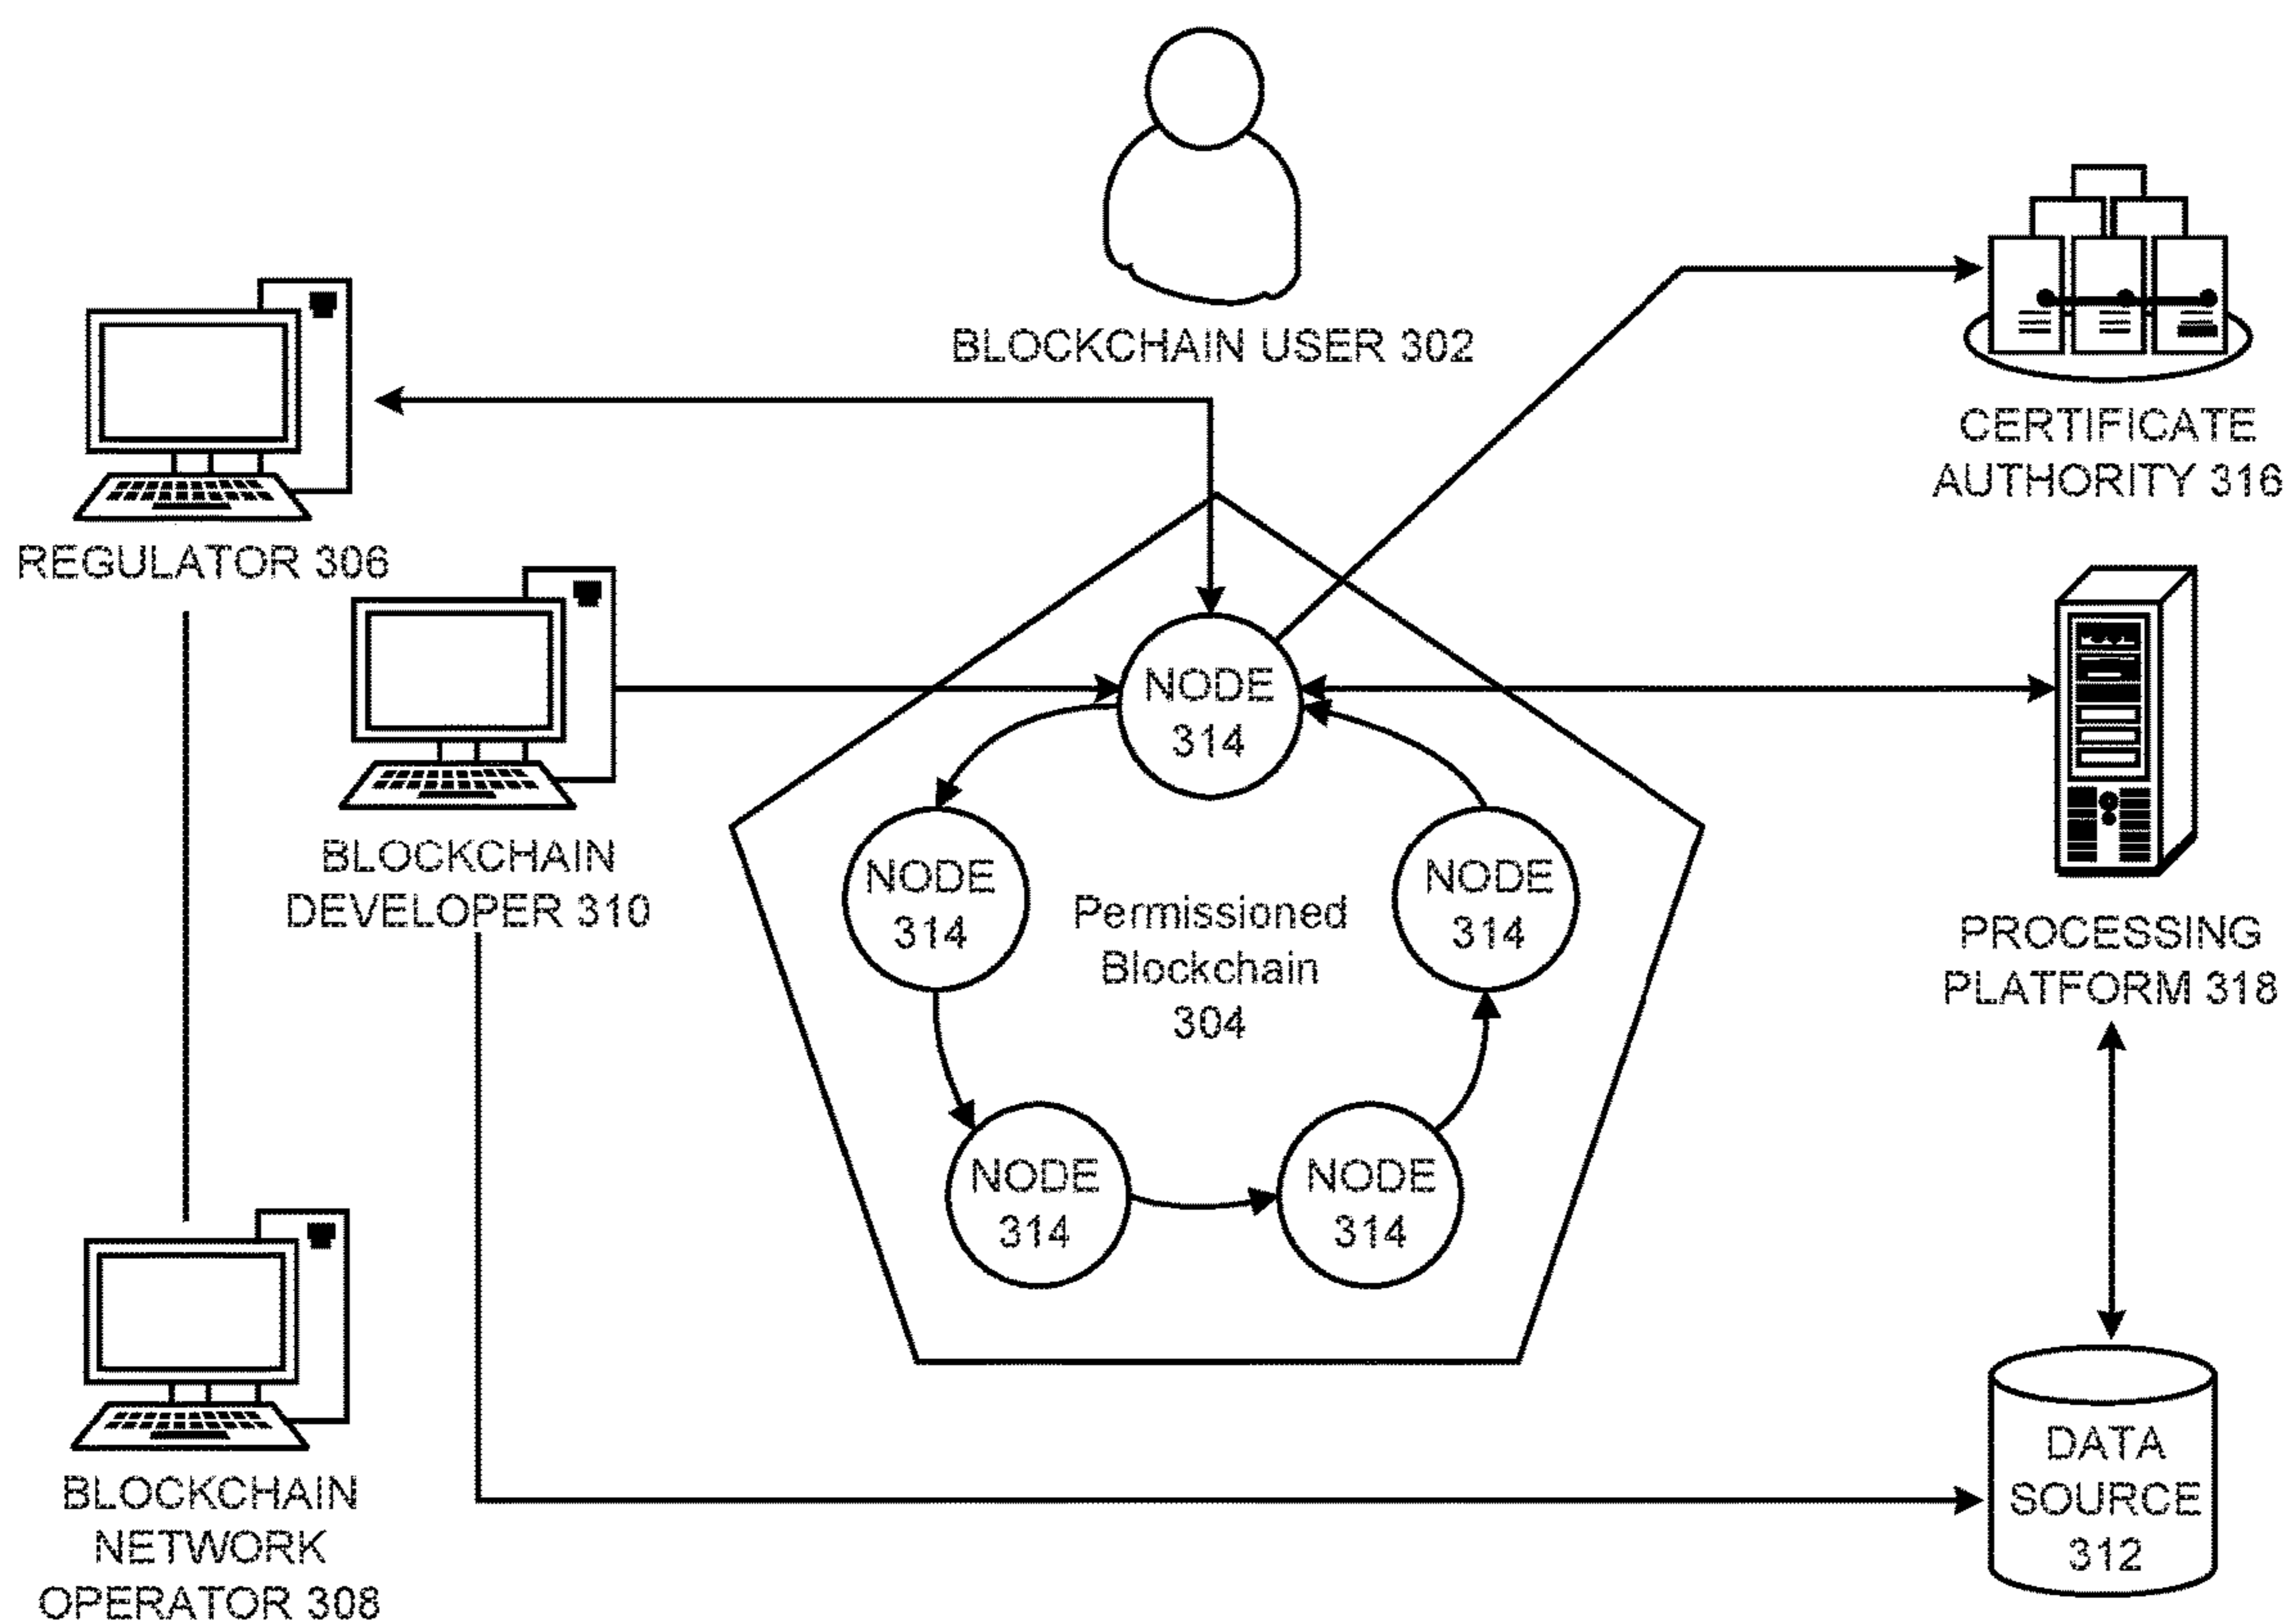 BLOCKCHAIN USER 302
CERTIFICATE
AUTHORITY 316
REGULATOR 306
NODE
314
BLOCKCHAIN
DEVELOPER 310
NODE
314
Permissioned
Blockchain
304
NODE
314
PROCESSING
PLATFORM 318
NODE
314
NODE
314
BLOCKCHAIN
NETWORK
OPERATOR 308
DATA
SOURCE
312